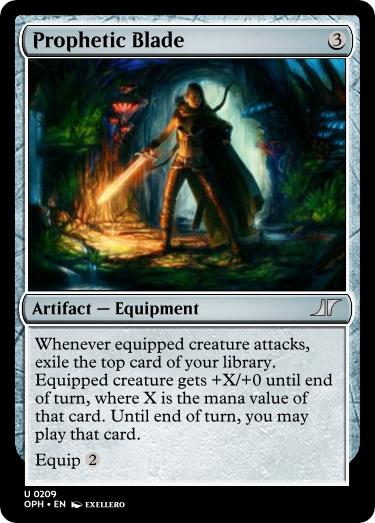 Prophetic Blade 3
Artifact — Equipment
Whenever equipped creature attacks,
exile the top card of your library.
Equipped creature gets +X/+0 until end
of turn, where X is the mana value of
that card. Until end of turn, you may
play that card.
Equip 2
U 0209
OPH • EN EXELLERO